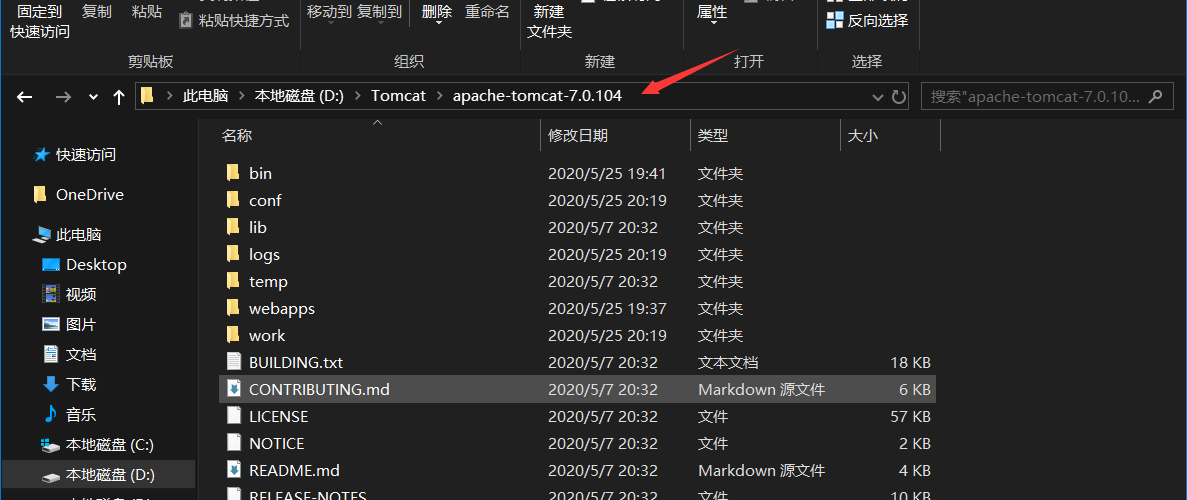 固定到
快速访问
复制
粘贴
粘贴快捷方式
移动到 复制到
删除 重命名
新建
文件夹
属性
反向选择
剪贴板 组织 新建 打开 选择
此电脑 本地磁盘 (D:) Tomcat apache-tomcat-7.0.104
搜索"apache-tomcat-7.0.10...
名称 修改日期 类型 大小
快速访问
OneDrive
此电脑
Desktop
视频
图片
文档
下载
音乐
本地磁盘 (C:)
本地磁盘 (D:)
bin 2020/5/25 19:41 文件夹
conf 2020/5/25 20:19 文件夹
lib 2020/5/7 20:32 文件夹
logs 2020/5/25 20:19 文件夹
temp 2020/5/7 20:32 文件夹
webapps 2020/5/25 19:37 文件夹
work 2020/5/25 20:19 文件夹
BUILDING.txt 2020/5/7 20:32 文本文档 18 KB
CONTRIBUTING.md 2020/5/7 20:32 Markdown 源文件 6 KB
LICENSE 2020/5/7 20:32 文件 57 KB
NOTICE 2020/5/7 20:32 文件 2 KB
README.md 2020/5/7 20:32 Markdown 源文件 4 KB
RELEASE-NOTES 2020/5/7 20:32 文件 10 KB